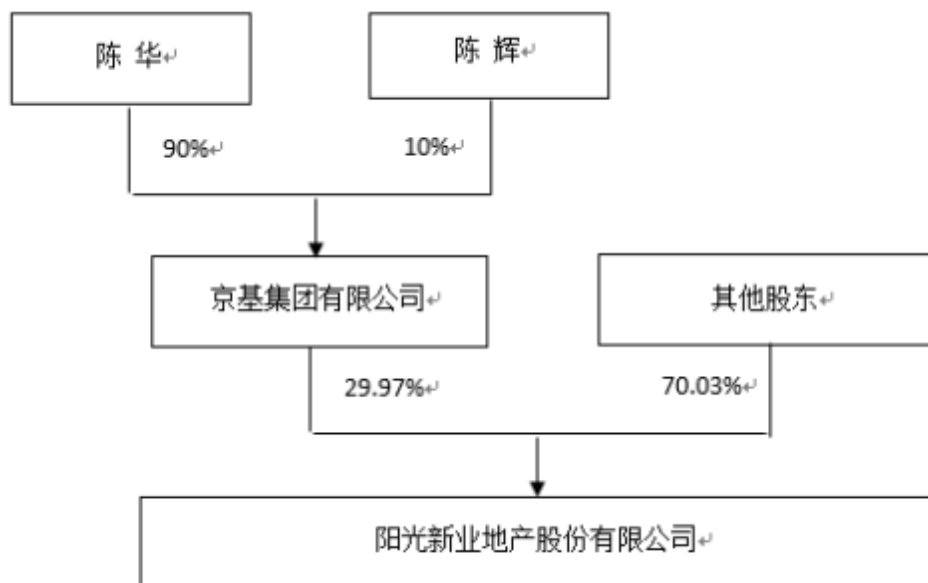 陈 华↵
陈 辉↵
90%↵
10%↵
京基集团有限公司↵
其他股东↵
29.97%↵
70.03%↵
阳光新业地产股份有限公司↵